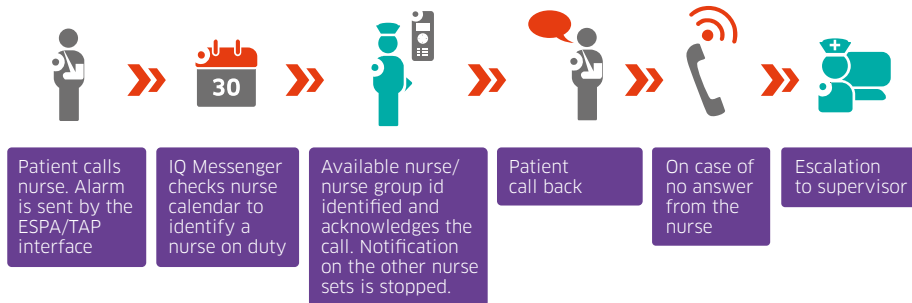 30
Patient calls
nurse. Alarm
is sent by the
ESPA/TAP
interface
IQ Messenger
checks nurse
calendar to
identify a
nurse on duty
Available nurse/
nurse group id
identified and
acknowledges the
call. Notification
on the other nurse
sets is stopped.
Patient
call back
On case of
no answer
from the
nurse
Escalation
to supervisor